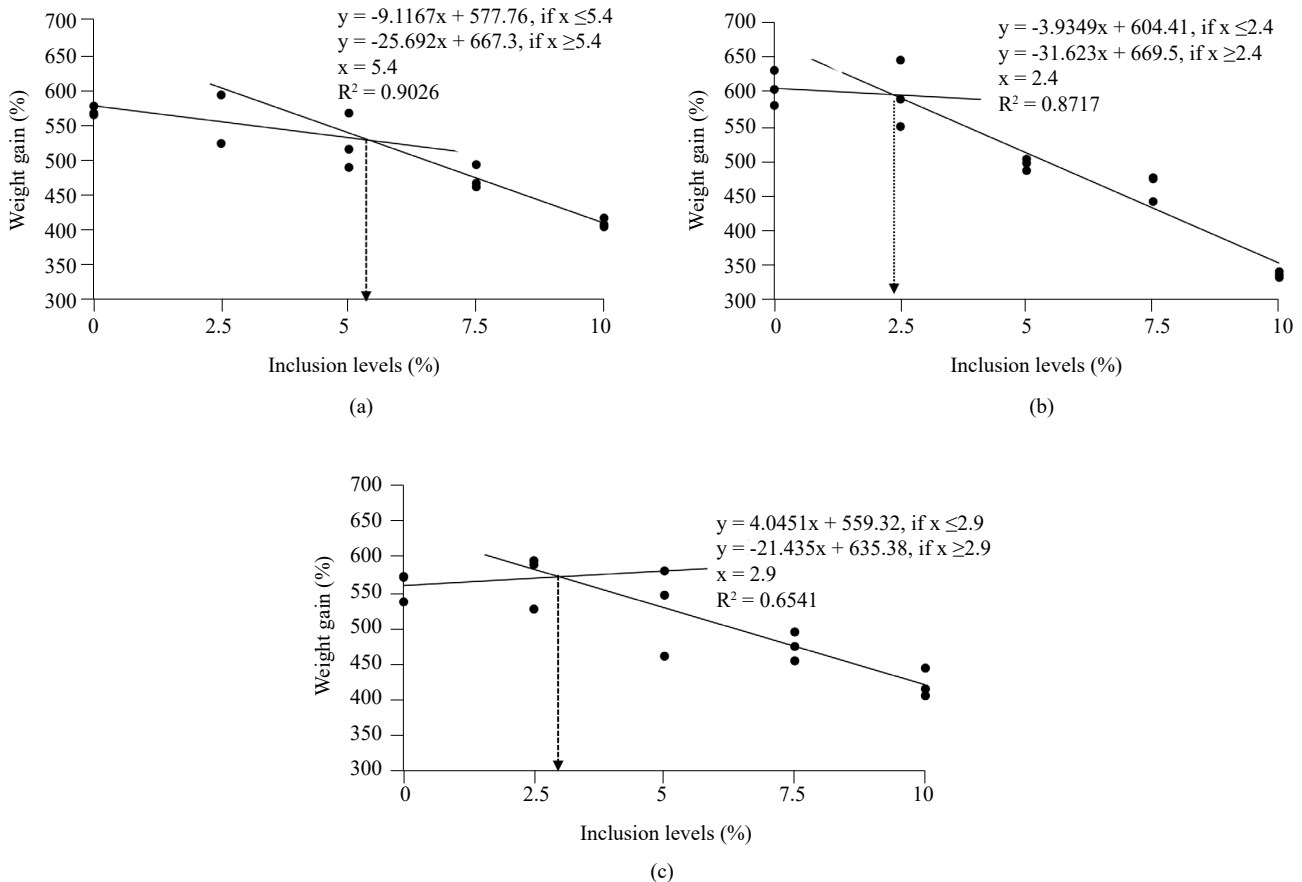 y = -9.1167x + 577.76, if x ≤5.4
y = -25.692x + 667.3, if x ≥5.4
x = 5.4
R² = 0.9026
Weight gain (%)
700
650
600
550
500
450
400
350
300
0 2.5 5 7.5 10
Inclusion levels (%)
(a)
y = -3.9349x + 604.41, if x ≤2.4
y = -31.623x + 669.5, if x ≥2.4
x = 2.4
R² = 0.8717
Weight gain (%)
700
650
600
550
500
450
400
350
300
0 2.5 5 7.5 10
Inclusion levels (%)
(b)
y = 4.0451x + 559.32, if x ≤2.9
y = -21.435x + 635.38, if x ≥2.9
x = 2.9
R² = 0.6541
Weight gain (%)
700
650
600
550
500
450
400
350
300
0 2.5 5 7.5 10
Inclusion levels (%)
(c)